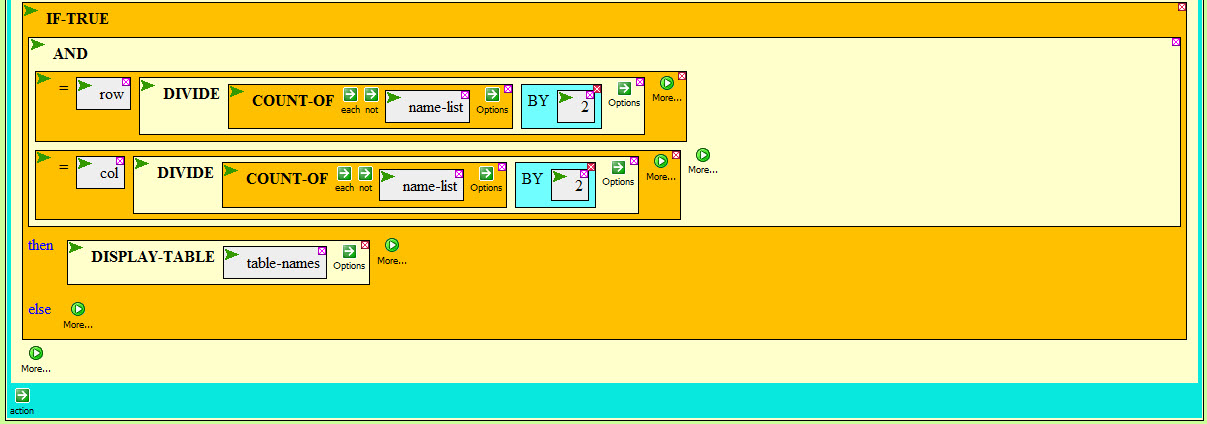 IF-TRUE
AND
= row DIVIDE COUNT-OF each not name-list Options BY 2 Options More...
= col DIVIDE COUNT-OF each not name-list Options BY 2 Options More... More...
then DISPLAY-TABLE table-names Options More...
else More...
More...
action